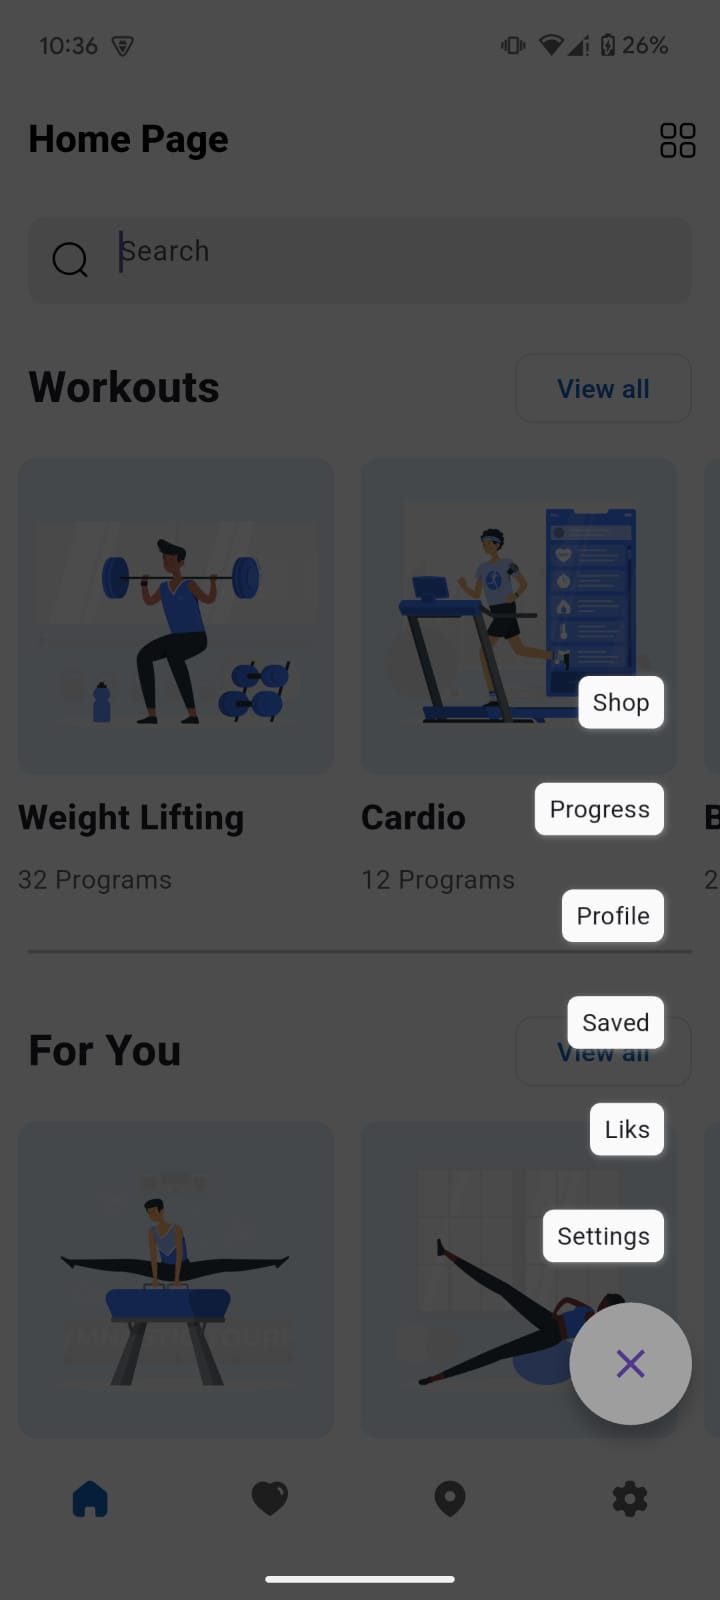 10:36
26%
Home Page
Search
Workouts
View all
Shop
Weight Lifting
Cardio
B
Progress
32 Programs
12 Programs
2
Profile
For You
Saved
View all
Liks
Settings